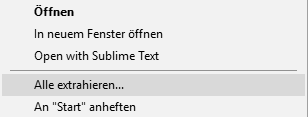 Öffnen
In neuem Fenster öffnen
Open with Sublime Text
Alle extrahieren...
An "Start" anheften